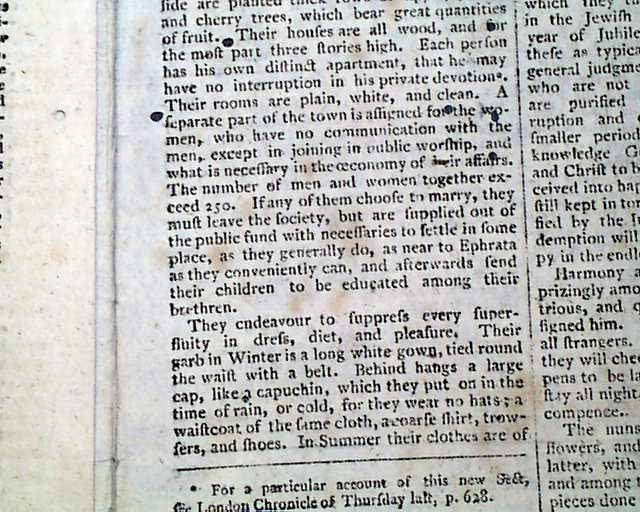 and cherry trees, which bear great quantities
of fruit. Their houſes are all wood, and for
the moſt part three ſtories high. Each perſon
has his own diſtinct apartment, that he may
have no interruption in his private devotions.
Their rooms are plain, white, and clean. A
ſeparate part of the town is aſſigned for the wo-
men, who have no communication with the
men, except in joining in public worſhip, and
what is neceſſary in the œconomy of their affairs.
The number of men and women together ex-
ceed 250. If any of them chooſe to marry, they
muſt leave the ſociety, but are ſupplied out of
the public fund with neceſſaries to ſettle in ſome
place, as they generally do, as near to Ephrata
as they conveniently can, and afterwards ſend
their children to be educated among their
brethren.
They endeavour to ſuppreſs every ſuper-
fluity in dreſs, diet, and pleaſure. Their
garb in Winter is a long white gown, tied round
the waiſt with a belt. Behind hangs a large
cap, like a capuchin, which they put on in the
time of rain, or cold, for they wear no hats; a
waiſtcoat of the ſame cloth, a coarſe ſhirt, trow-
ſers, and ſhoes. In Summer their clothes are of
* For a particular account of this new Sect,
ſee London Chronicle of Thurſday laſt, p. 628.
which they
in the Jewiſh
year of Jubile
theſe as typic
general judgme
who are not
are purified
ruption and
ſmaller period
knowledge
and Chriſt to b
ceived into
ſtill kept in
fied by the
demption will
py in the endle
Harmony a
prizingly amo
trious, and
ſigned him.
all ſtrangers.
they will che
pens to be la
ſtay all night
compence.
The nuns
flowers, and
latter, with
and among
pieces done